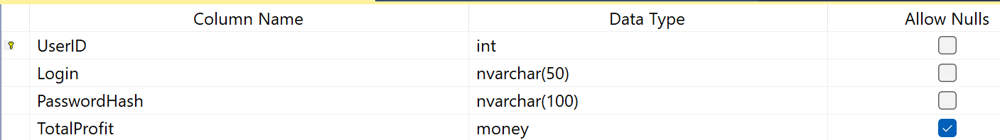 Column Name Data Type Allow Nulls
UserID int
Login nvarchar(50)
PasswordHash nvarchar(100)
TotalProfit money